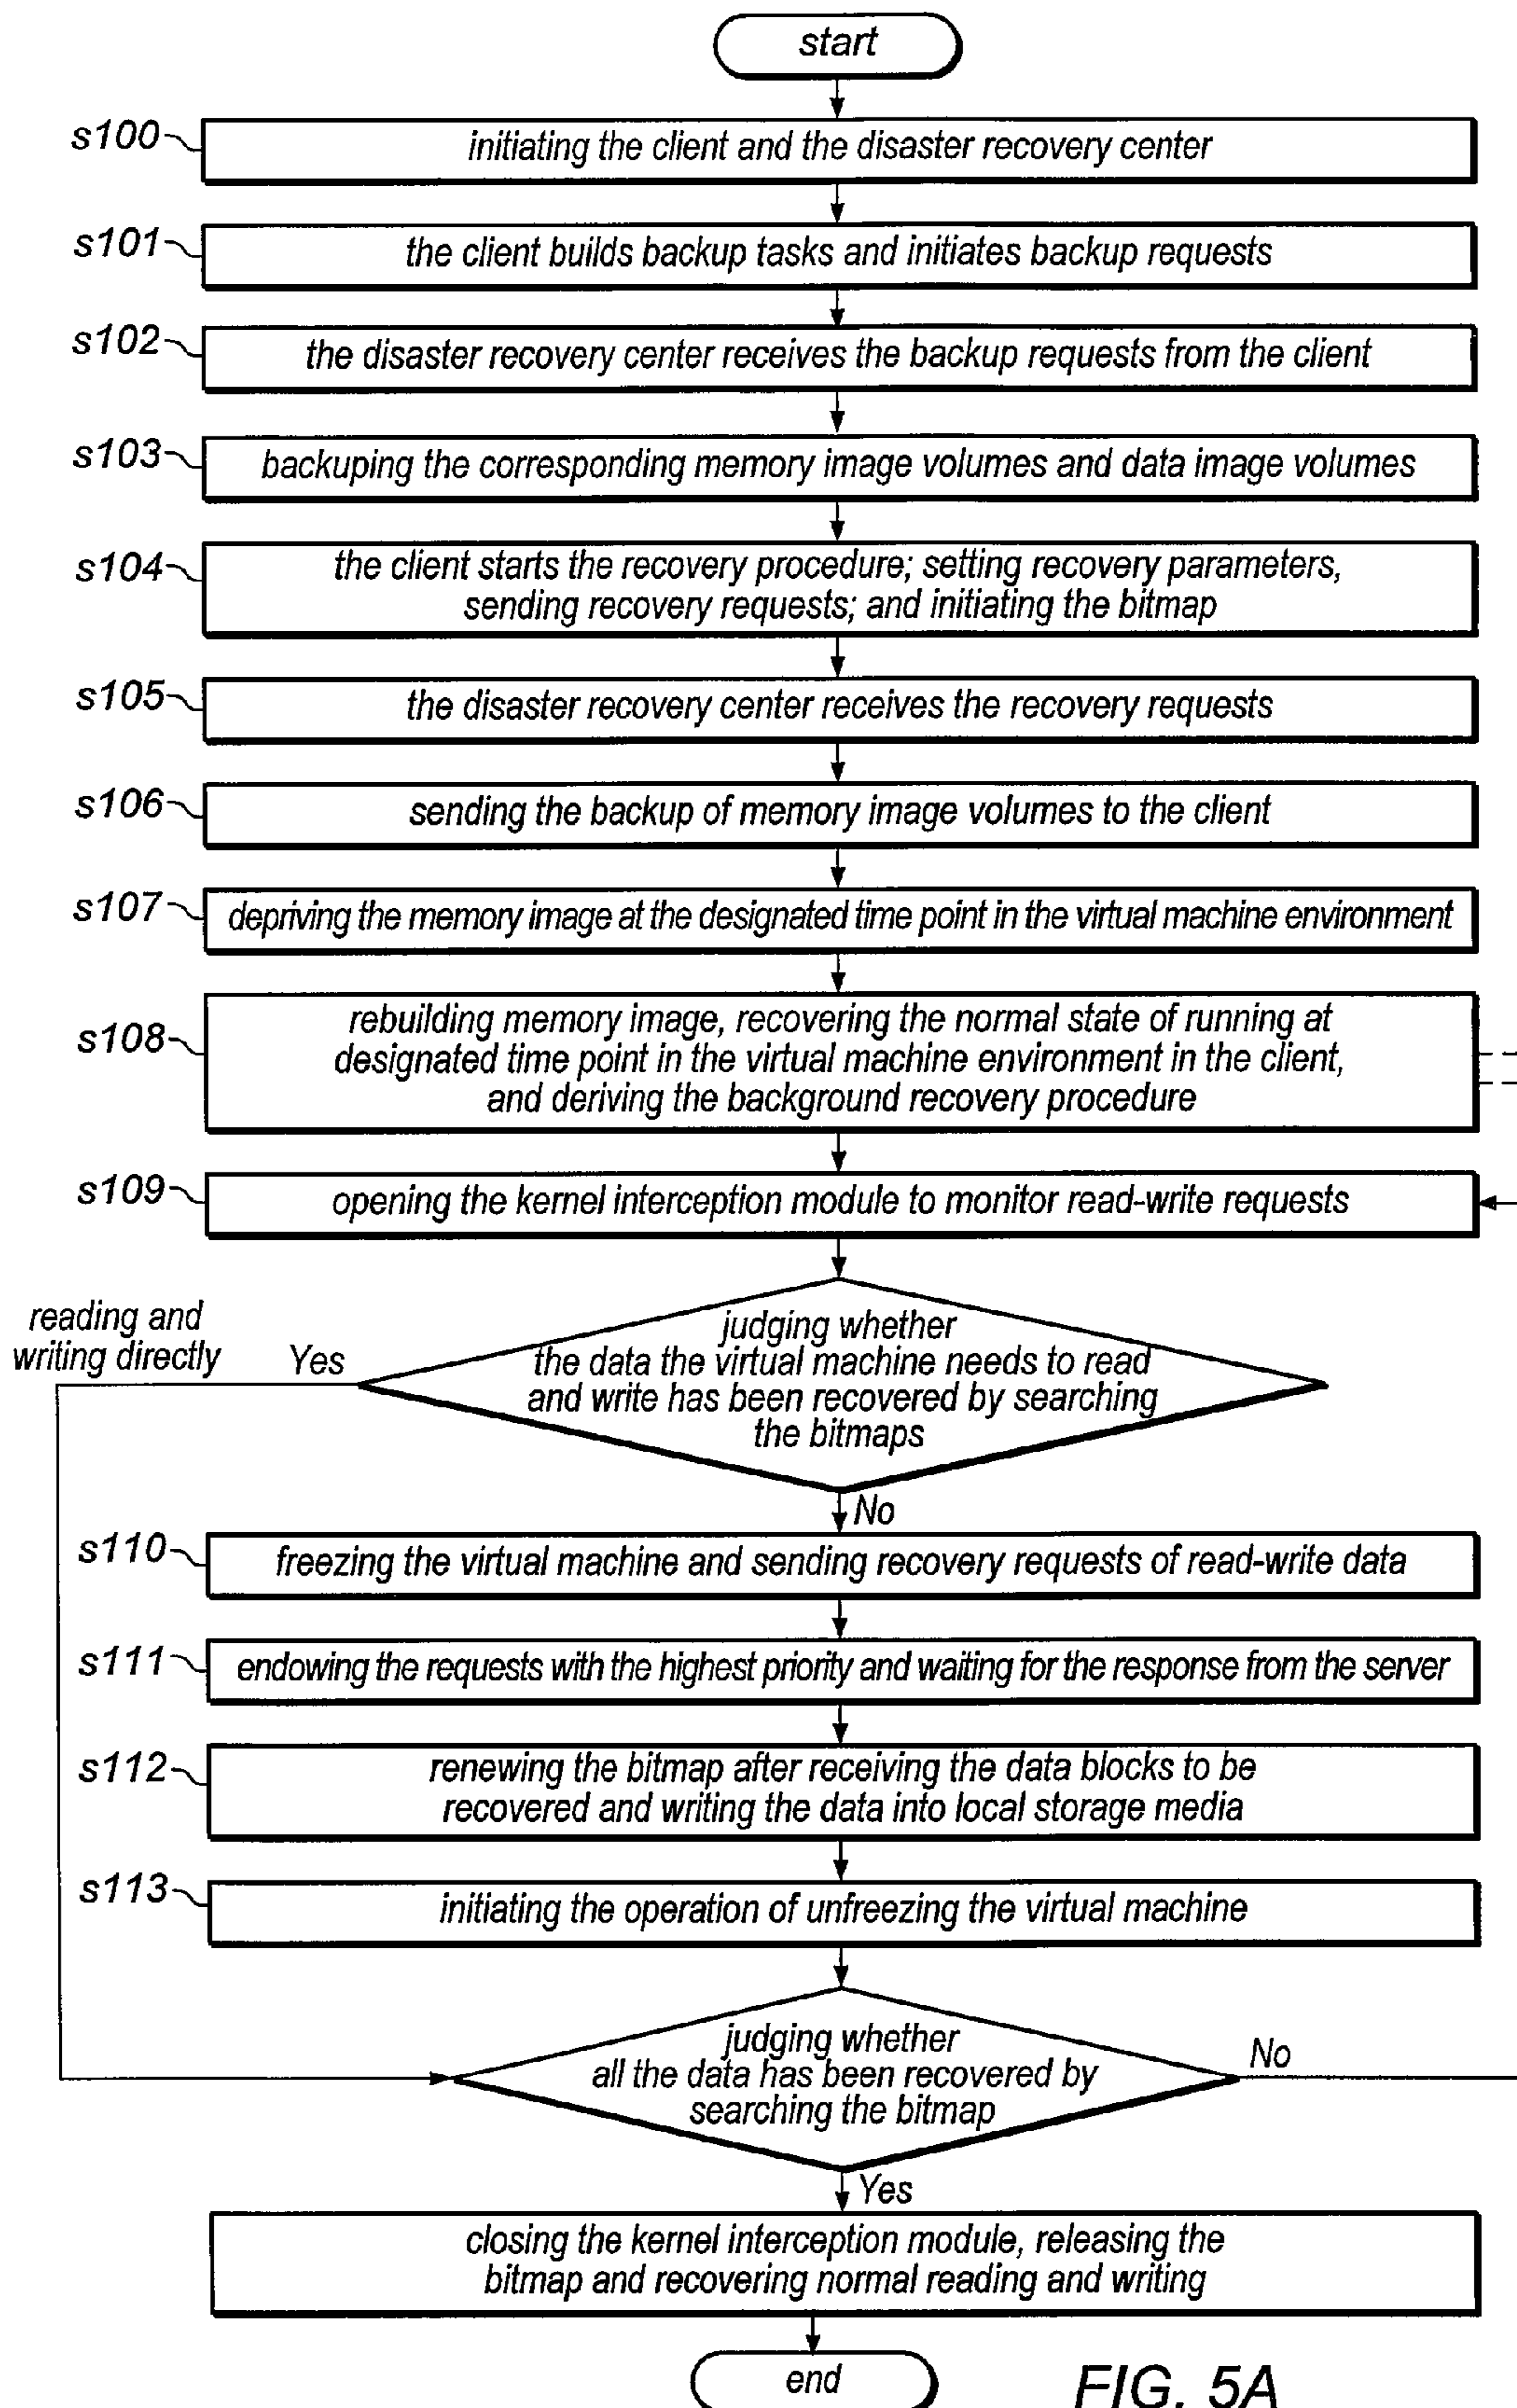 start
s100
initiating the client and the disaster recovery center
s101
the client builds backup tasks and initiates backup requests
s102
the disaster recovery center receives the backup requests from the client
s103
backuping the corresponding memory image volumes and data image volumes
s104
the client starts the recovery procedure; setting recovery parameters,
sending recovery requests; and initiating the bitmap
s105
the disaster recovery center receives the recovery requests
s106
sending the backup of memory image volumes to the client
s107
depriving the memory image at the designated time point in the virtual machine environment
s108
rebuilding memory image, recovering the normal state of running at
designated time point in the virtual machine environment in the client,
and deriving the background recovery procedure
s109
opening the kernel interception module to monitor read-write requests
reading and
writing directly
Yes
judging whether
the data the virtual machine needs to read
and write has been recovered by searching
the bitmaps
No
s110
freezing the virtual machine and sending recovery requests of read-write data
s111
endowing the requests with the highest priority and waiting for the response from the server
s112
renewing the bitmap after receiving the data blocks to be
recovered and writing the data into local storage media
s113
initiating the operation of unfreezing the virtual machine
judging whether
all the data has been recovered by
searching the bitmap
No
Yes
closing the kernel interception module, releasing the
bitmap and recovering normal reading and writing
end
FIG. 5A